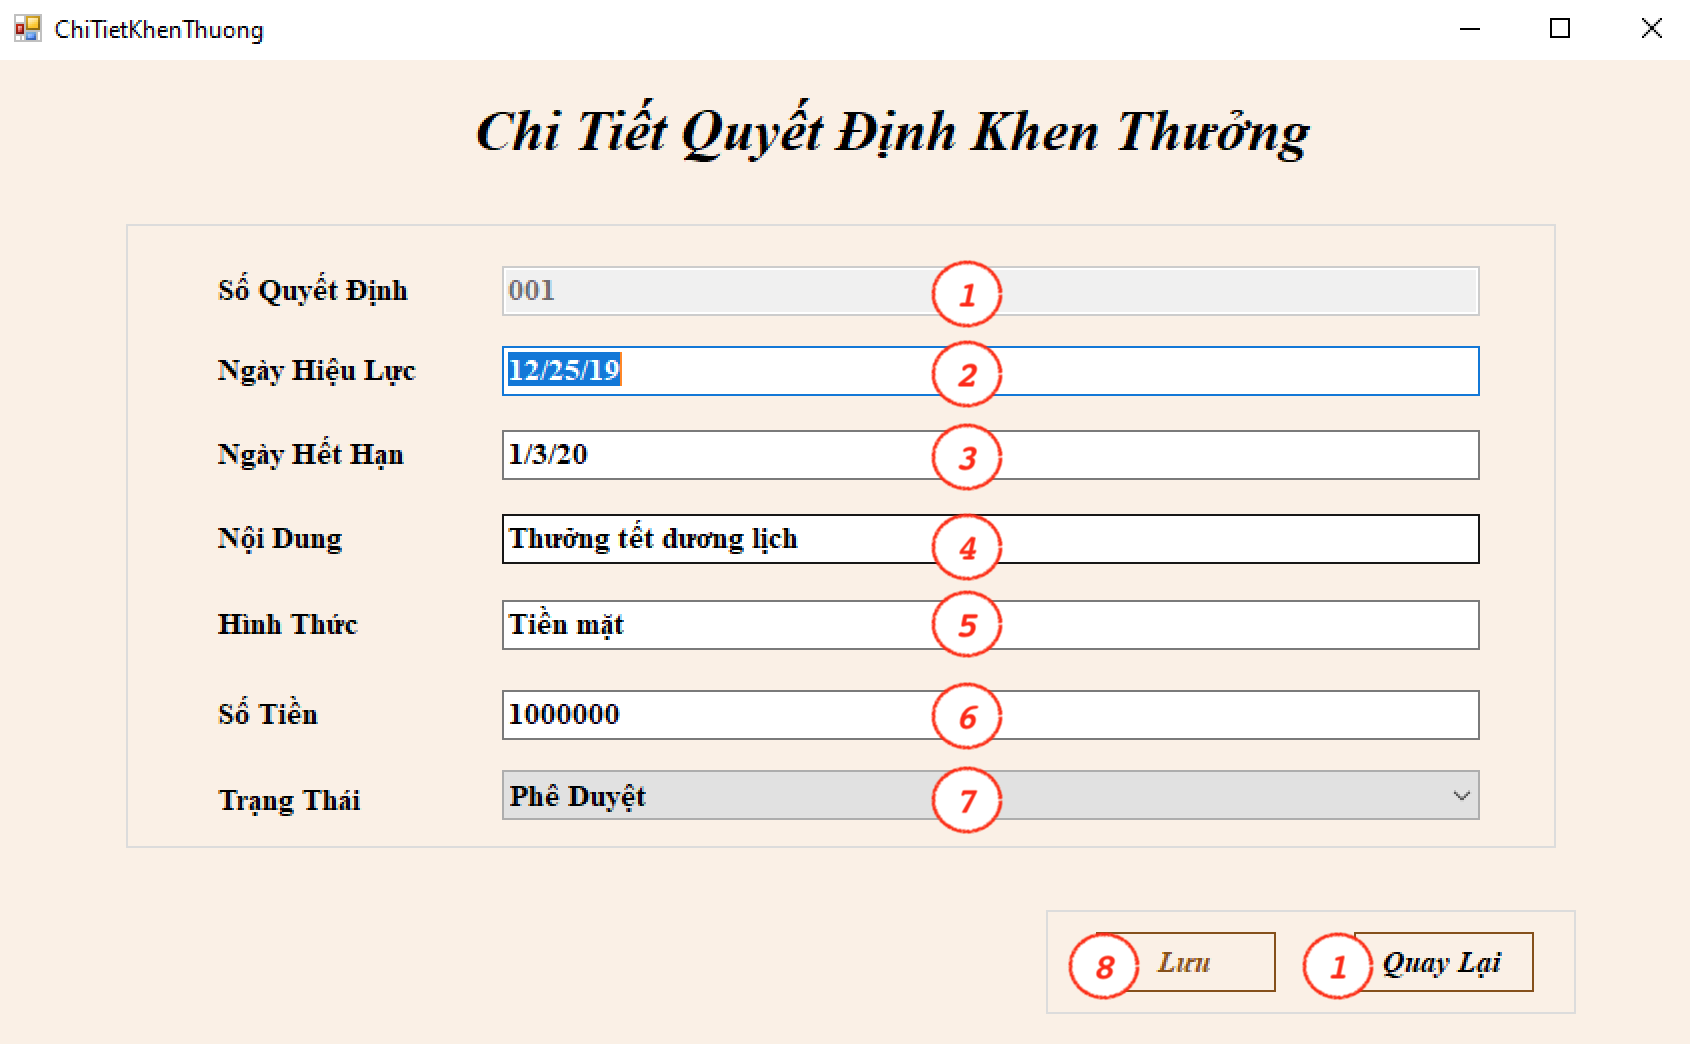 ChiTietKhenThuong
Chi Tiết Quyết Định Khen Thưởng
Số Quyết Định 001 1
Ngày Hiệu Lực 12/25/19 2
Ngày Hết Hạn 1/3/20 3
Nội Dung Thưởng tết dương lịch 4
Hình Thức Tiền mặt 5
Số Tiền 1000000 6
Trạng Thái Phê Duyệt 7
8 Lưu 1 Quay Lại